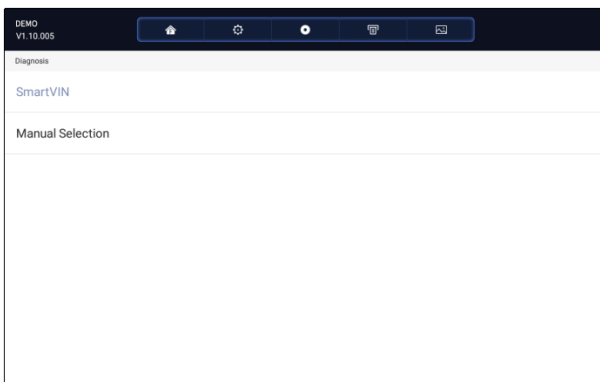 DEMO
V1.10.005
Diagnosis
SmartVIN
Manual Selection